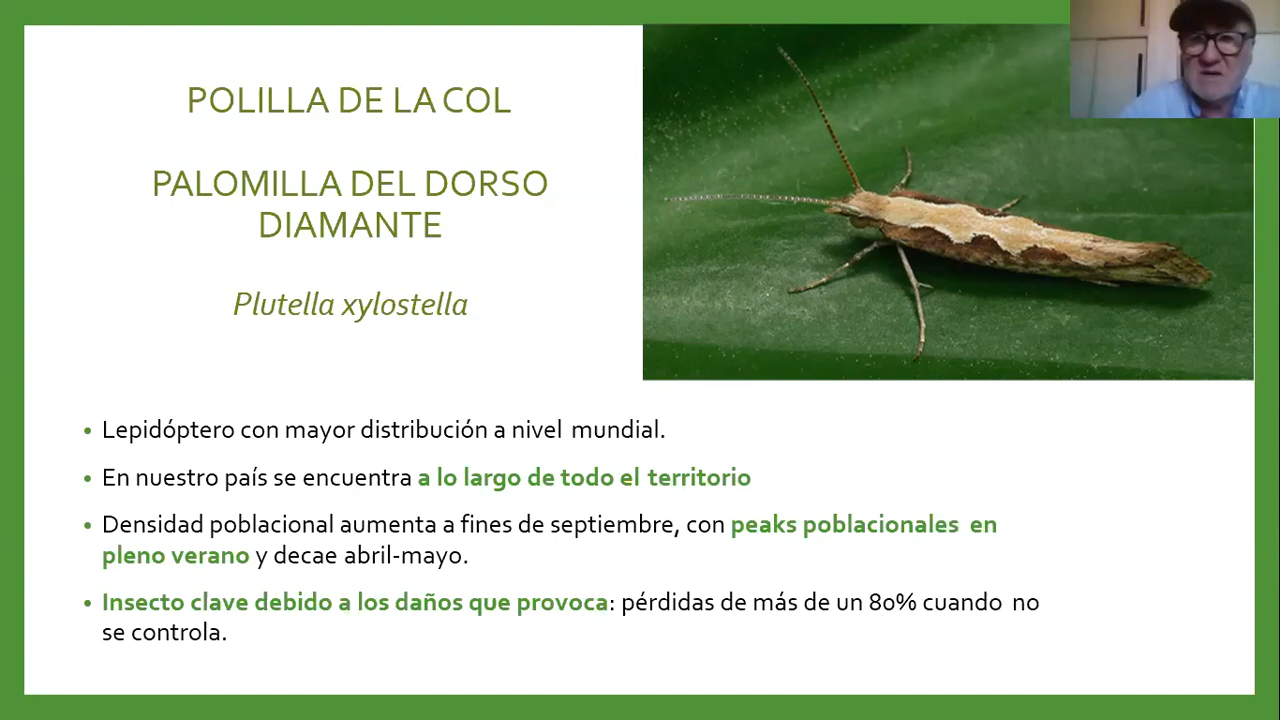 POLILLA DE LA COL
PALOMILLA DEL DORSO
DIAMANTE
Plutella xylostella
• Lepidóptero con mayor distribución a nivel mundial.
• En nuestro país se encuentra a lo largo de todo el territorio
• Densidad poblacional aumenta a fines de septiembre, con peaks poblacionales en
pleno verano y decae abril-mayo.
• Insecto clave debido a los daños que provoca: pérdidas de más de un 80% cuando no
se controla.